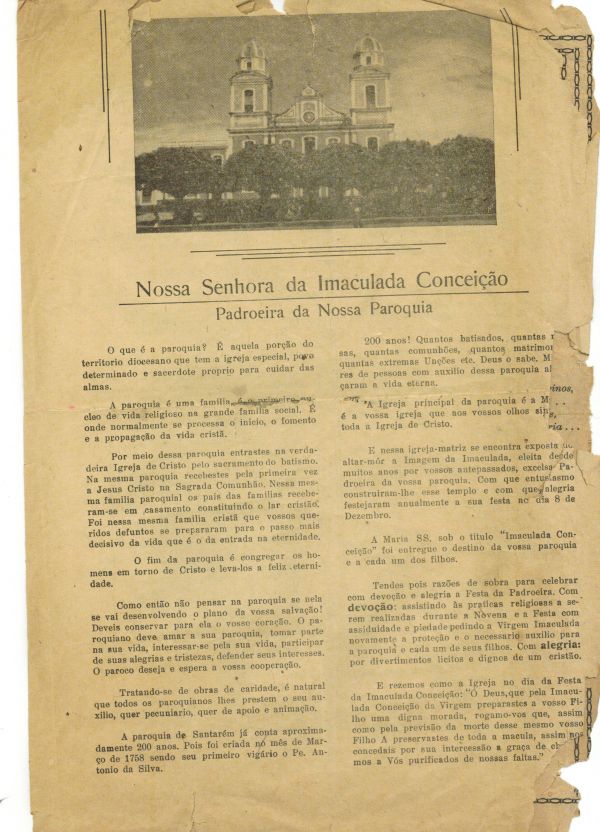 Nossa Senhora da Imaculada Conceição
Padroeira da Nossa Paroquia
O que é a paroquia? É aquela porção do
territorio diocesano que tem a igreja especial, povo
determinado e sacerdote proprio para cuidar das
almas.
A paroquia é uma família, é o primeiro nu-
cleo de vida religioso na grande família social. É
onde normalmente se processa o inicio, o fomento
e a propagação da vida cristã.
Por meio dessa paroquia entrastes na verda-
deira Igreja de Cristo pelo sacramento do batismo.
Na mesma paroquia recebestes pela primeira vez
a Jesus Cristo na Sagrada Comunhão. Nessa mes-
ma família paroquial os pais das familias recebe-
ram-se em casamento constituindo o lar cristão.
Foi nessa mesma família cristã que vossos que-
ridos defuntos se prepararam para o passo mais
decisivo da vida que é o da entrada na eternidade.
O fim da paroquia é congregar os ho-
mens em torno de Cristo e leva-los a feliz eterni-
dade.
Como então não pensar na paroquia se nela
se vai desenvolvendo o plano da vossa salvação!
Deveis conservar para ela o vosso coração. O pa-
roquiano deve amar a sua paroquia, tomar parte
na sua vida, interessar-se pela sua vida, participar
de suas alegrias e tristezas, defender seus interesses.
O paroco deseja e espera a vossa cooperação.
Tratando-se de obras de caridade, é natural
que todos os paroquianos lhes prestem o seu au-
xilio, quer pecuniario, quer de apoio e animação.
A paroquia de Santarém já conta aproxima-
damente 200 anos. Pois foi criada no mês de Mar-
ço de 1758 sendo seu primeiro vigário o Pe. An-
tonio da Silva.
200 anos! Quantos batisados, quantas
sas, quantas comunhões, quantos matrimo
quantas extremas Unções etc. Deus o sabe. M
res de pessoas com auxilio dessa paroquia al
çaram a vida eterna.
inos,
A Igreja principal da paroquia é a M
é a vossa igreja que aos vossos olhos
toda a Igreja de Cristo.
ria...
E nessa igreja-matriz se encontra exposta no
altar-mór a Imagem da Imaculada, eleita desde
muitos anos por vossos antepassados, excelsa Pa-
droeira da vossa paroquia. Com que entusiasmo
construiram-lhe esse templo e com que alegria
festejaram anualmente a sua festa no dia 8 de
Dezembro.
A Maria SS, sob o titulo "Imaculada Con-
ceição" foi entregue o destino da vossa paroquia
e a cada um dos filhos.
Tendes pois razões de sobra para celebrar
com devoção e alegria a Festa da Padroeira. Com
devoção: assistindo às praticas religiosas a se-
rem realizadas durante a Novena e a Festa com
assiduidade e piedade pedindo a Virgem Imaculada
novamente a proteção e o necessario auxilio para
a paroquia e cada um de seus filhos. Com alegria:
por divertimentos licitos e dignos de um cristão.
E rezemos como a Igreja no dia da Festa
da Imaculada Conceição: "Ó Deus, que pela Imacu-
lada Conceição da Virgem preparastes a vosso Fi-
lho uma digna morada, rogamo-vos que, assim
como pela previsão da morte desse mesmo vosso
Filho A preservastes de toda a macula, assim nos
concedais por sua intercessão a graça de
mos a Vós purificados de nossas faltas."